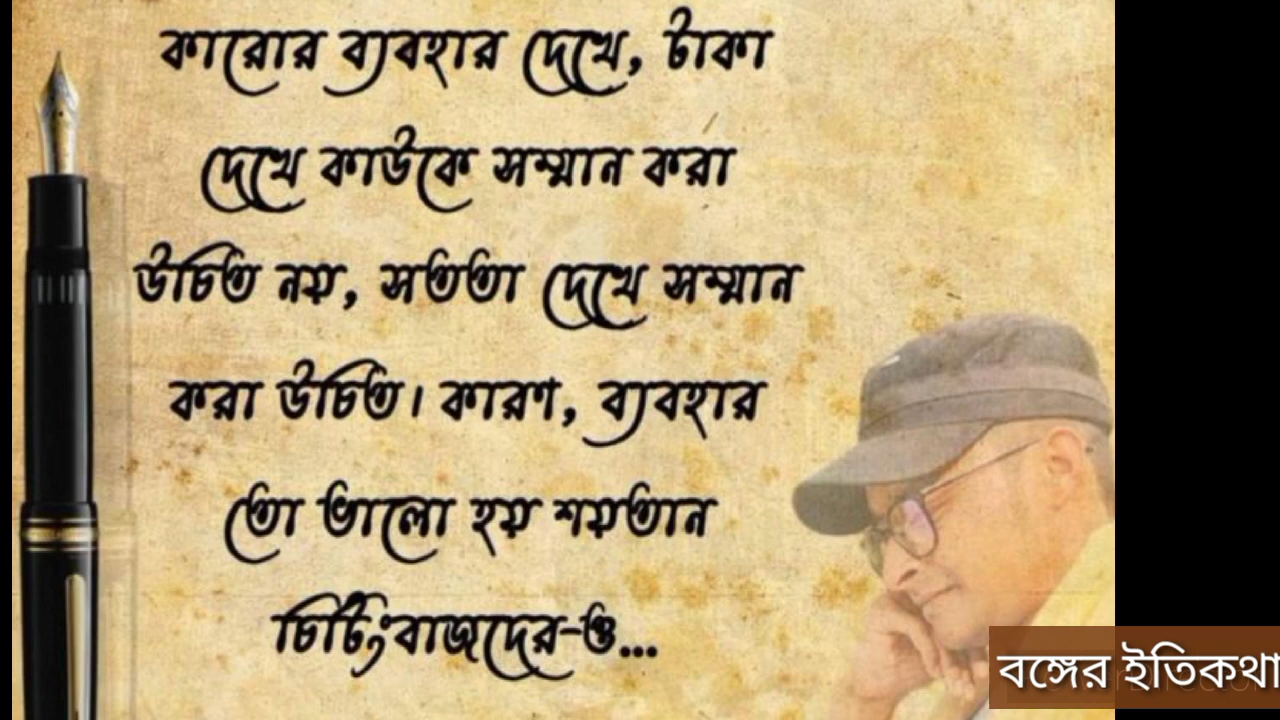 কারোর ব্যবহার দেখে, টাকা
দেখে কাউকে সম্মান করা
উচিত নয়, সততা দেখে সম্মান
করা উচিত। কারণ, ব্যবহার
তো ভালো হয় শয়তান
চিটিংবাজদের-ও...
বঙ্গের ইতিকথা